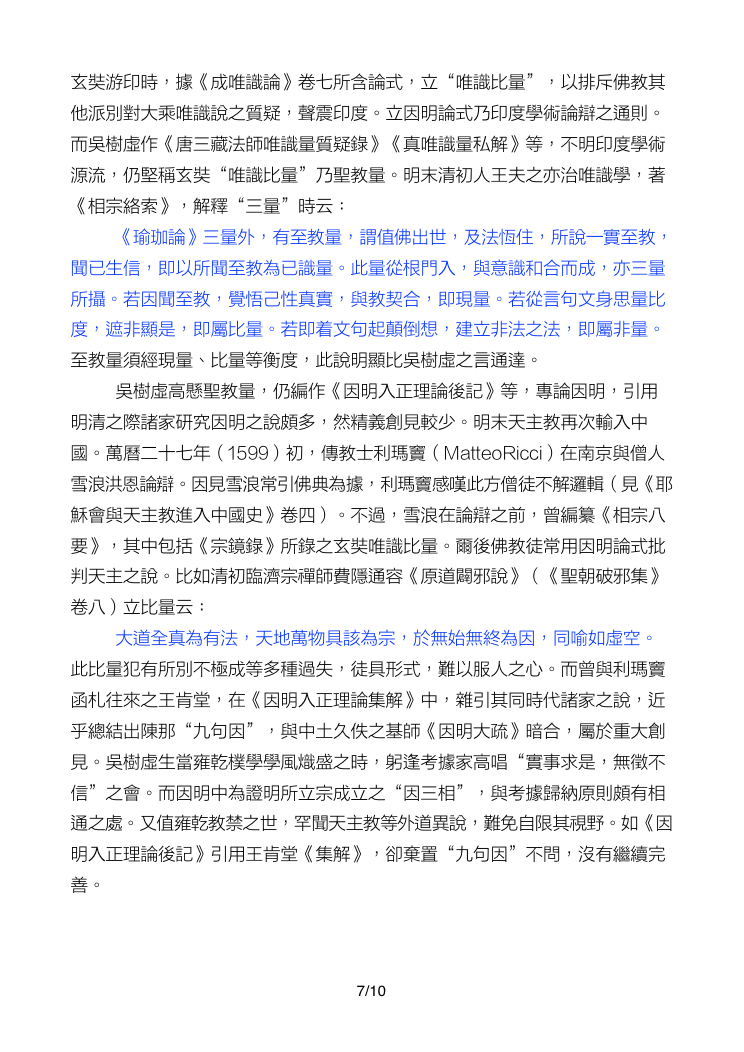 玄奘游印時，據《成唯識論》卷七所含論式，立“唯識比量”，以排斥佛教其
他派別對大乘唯識說之質疑，聲震印度。立因明論式乃印度學術論辯之通則。
而吳樹虛作《唐三藏法師唯識量質疑錄》《真唯識量私解》等，不明印度學術
源流，仍堅稱玄奘“唯識比量”乃聖教量。明末清初人王夫之亦治唯識學，著
《相宗絡索》，解釋“三量”時云：
《瑜珈論》三量外，有至教量，謂值佛出世，及法恆住，所說一實至教，
聞已生信，即以所聞至教為已識量。此量從根門入，與意識和合而成，亦三量
所攝。若因聞至教，覺悟己性真實，與教契合，即現量。若從言句文身思量比
度，遮非顯是，即屬比量。若即着文句起顛倒想，建立非法之法，即屬非量。
至教量須經現量、比量等衡度，此說明顯比吳樹虛之言通達。
吳樹虛高懸聖教量，仍編作《因明入正理論後記》等，專論因明，引用
明清之際諸家研究因明之說頗多，然精義創見較少。明末天主教再次輸入中
國。萬曆二十七年（1599）初，傳教士利瑪竇（MatteoRicci）在南京與僧人
雪浪洪恩論辯。因見雪浪常引佛典為據，利瑪竇感嘆此方僧徒不解邏輯（見《耶
穌會與天主教進入中國史》卷四）。不過，雪浪在論辯之前，曾編纂《相宗八
要》，其中包括《宗鏡錄》所錄之玄奘唯識比量。爾後佛教徒常用因明論式批
判天主之說。比如清初臨濟宗禪師費隱通容《原道闢邪說》（《聖朝破邪集》
卷八）立比量云：
大道全真為有法，天地萬物具該為宗，於無始無終為因，同喻如虛空。
此比量犯有所別不極成等多種過失，徒具形式，難以服人之心。而曾與利瑪竇
函札往來之王肯堂，在《因明入正理論集解》中，雜引其同時代諸家之說，近
乎總結出陳那“九句因”，與中土久佚之基師《因明大疏》暗合，屬於重大創
見。吳樹虛生當雍乾樸學學風熾盛之時，躬逢考據家高唱“實事求是，無徵不
信”之會。而因明中為證明所立宗成立之“因三相”，與考據歸納原則頗有相
通之處。又值雍乾教禁之世，罕聞天主教等外道異說，難免自限其視野。如《因
明入正理論後記》引用王肯堂《集解》，卻棄置“九句因”不問，沒有繼續完
善。
7/10